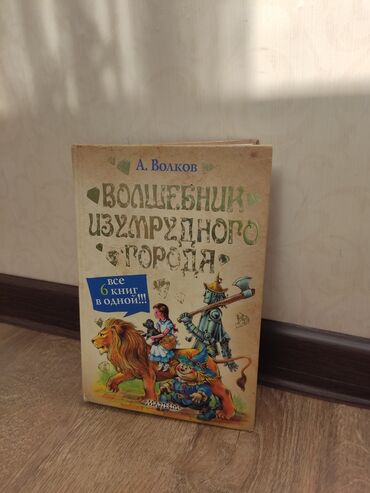 А. Волков
ВОЛШЕБНИК
ИЗУМРУДНОГО
ГОРОДА
все
6 книг
в одной!!!